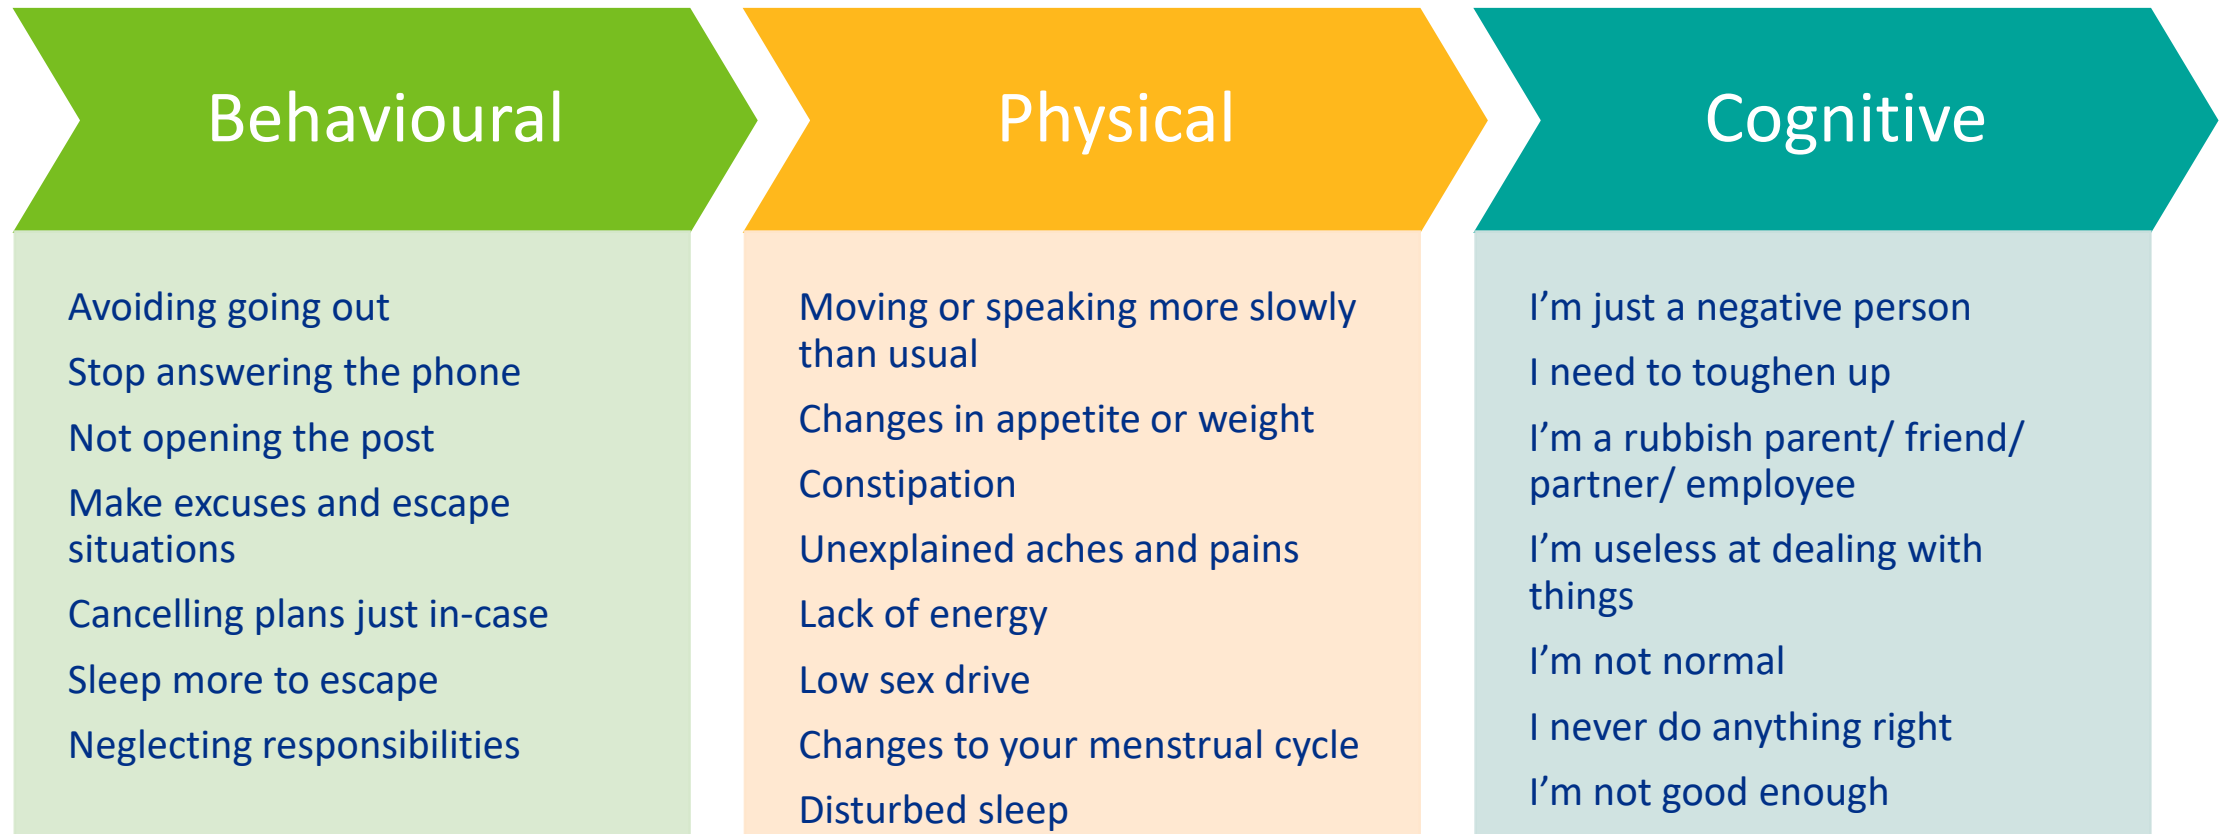 Behavioural
Avoiding going out
Stop answering the phone
Not opening the post
Make excuses and escape
situations
Cancelling plans just in-case
Sleep more to escape
Neglecting responsibilities
Physical
Moving or speaking more slowly
than usual
Changes in appetite or weight
Constipation
Unexplained aches and pains
Lack of energy
Low sex drive
Changes to your menstrual cycle
Disturbed sleep
Cognitive
I’m just a negative person
I need to toughen up
I’m a rubbish parent/ friend/
partner/ employee
I’m useless at dealing with
things
I’m not normal
I never do anything right
I’m not good enough